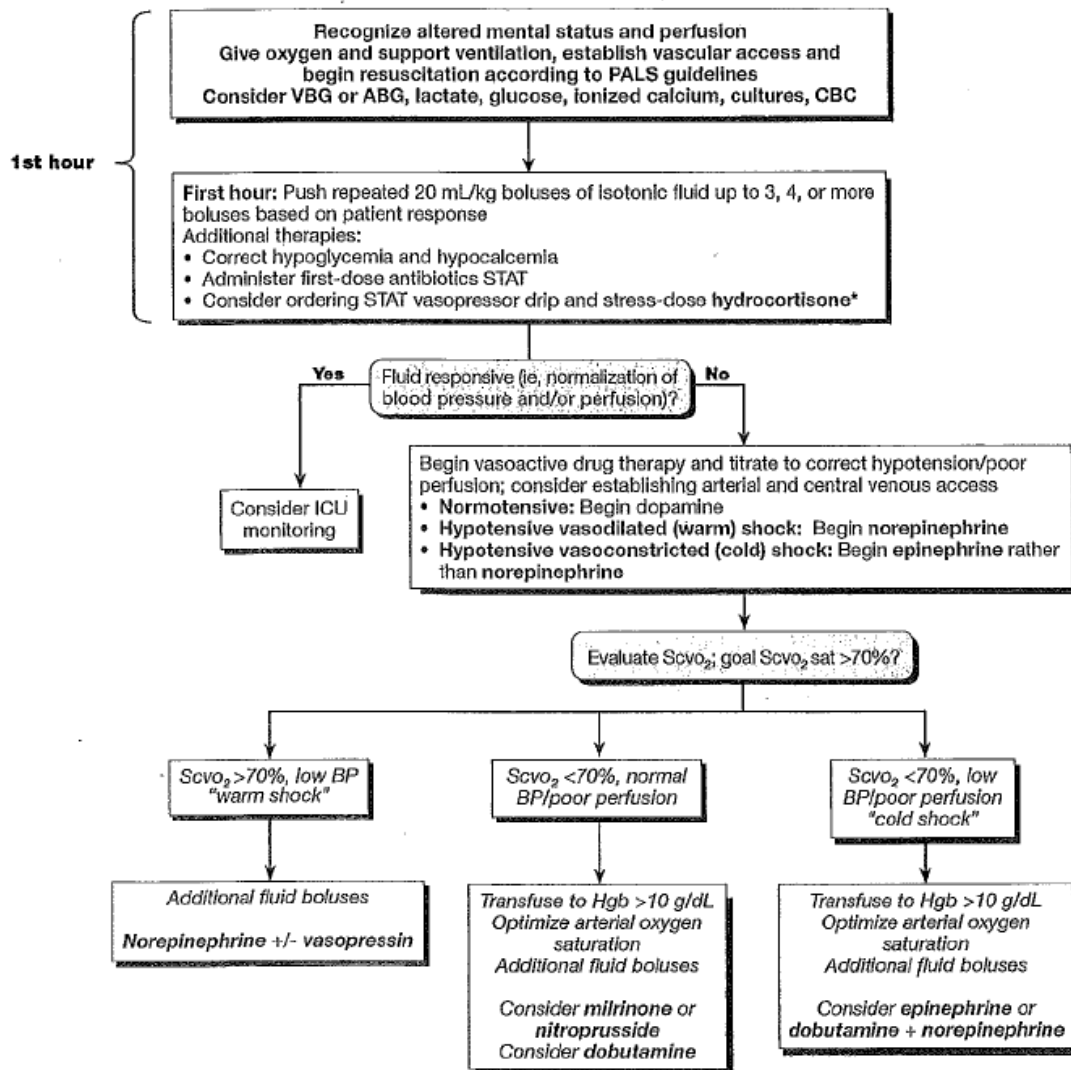 Recognize altered mental status and perfusion
Give oxygen and support ventilation, establish vascular access and
begin resuscitation according to PALS guidelines
Consider VBG or ABG, lactate, glucose, ionized calcium, cultures, CBC
1st hour
First hour: Push repeated 20 mL/kg boluses of isotonic fluid up to 3, 4, or more
boluses based on patient response
Additional therapies:
• Correct hypoglycemia and hypocalcemia
• Administer first-dose antibiotics STAT
• Consider ordering STAT vasopressor drip and stress-dose hydrocortisone*
Yes
Fluid responsive (ie, normalization of
blood pressure and/or perfusion)?
No
Consider ICU
monitoring
Begin vasoactive drug therapy and titrate to correct hypotension/poor
perfusion; consider establishing arterial and central venous access
• Normotensive: Begin dopamine
• Hypotensive vasodilated (warm) shock: Begin norepinephrine
• Hypotensive vasoconstricted (cold) shock: Begin epinephrine rather
than norepinephrine
Evaluate Scvo₂; goal Scvo₂ sat >70%?
Scvo₂ >70%, low BP
"warm shock"
Scvo₂ <70%, normal
BP/poor perfusion
Scvo₂ <70%, low
BP/poor perfusion
"cold shock"
Additional fluid boluses
Norepinephrine +/- vasopressin
Transfuse to Hgb >10 g/dL
Optimize arterial oxygen
saturation
Additional fluid boluses
Consider milrinone or
nitroprusside
Consider dobutamine
Transfuse to Hgb >10 g/dL
Optimize arterial oxygen
saturation
Additional fluid boluses
Consider epinephrine or
dobutamine + norepinephrine